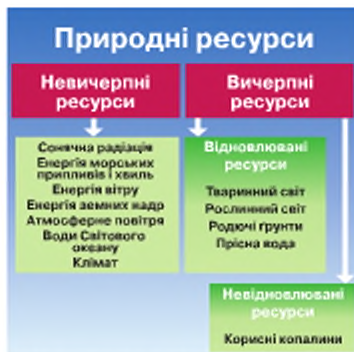 Природні ресурси
Невичерпні
ресурси
Вичерпні
ресурси
Сонячна радіація
Енергія морських
припливів і хвиль
Енергія вітру
Енергія земних надр
Атмосферне повітря
Води Світового
океану
Клімат
Відновлювані
ресурси
Тваринний світ
Рослинний світ
Родючі ґрунти
Прісна вода
Невідновлювані
ресурси
Корисні копалини